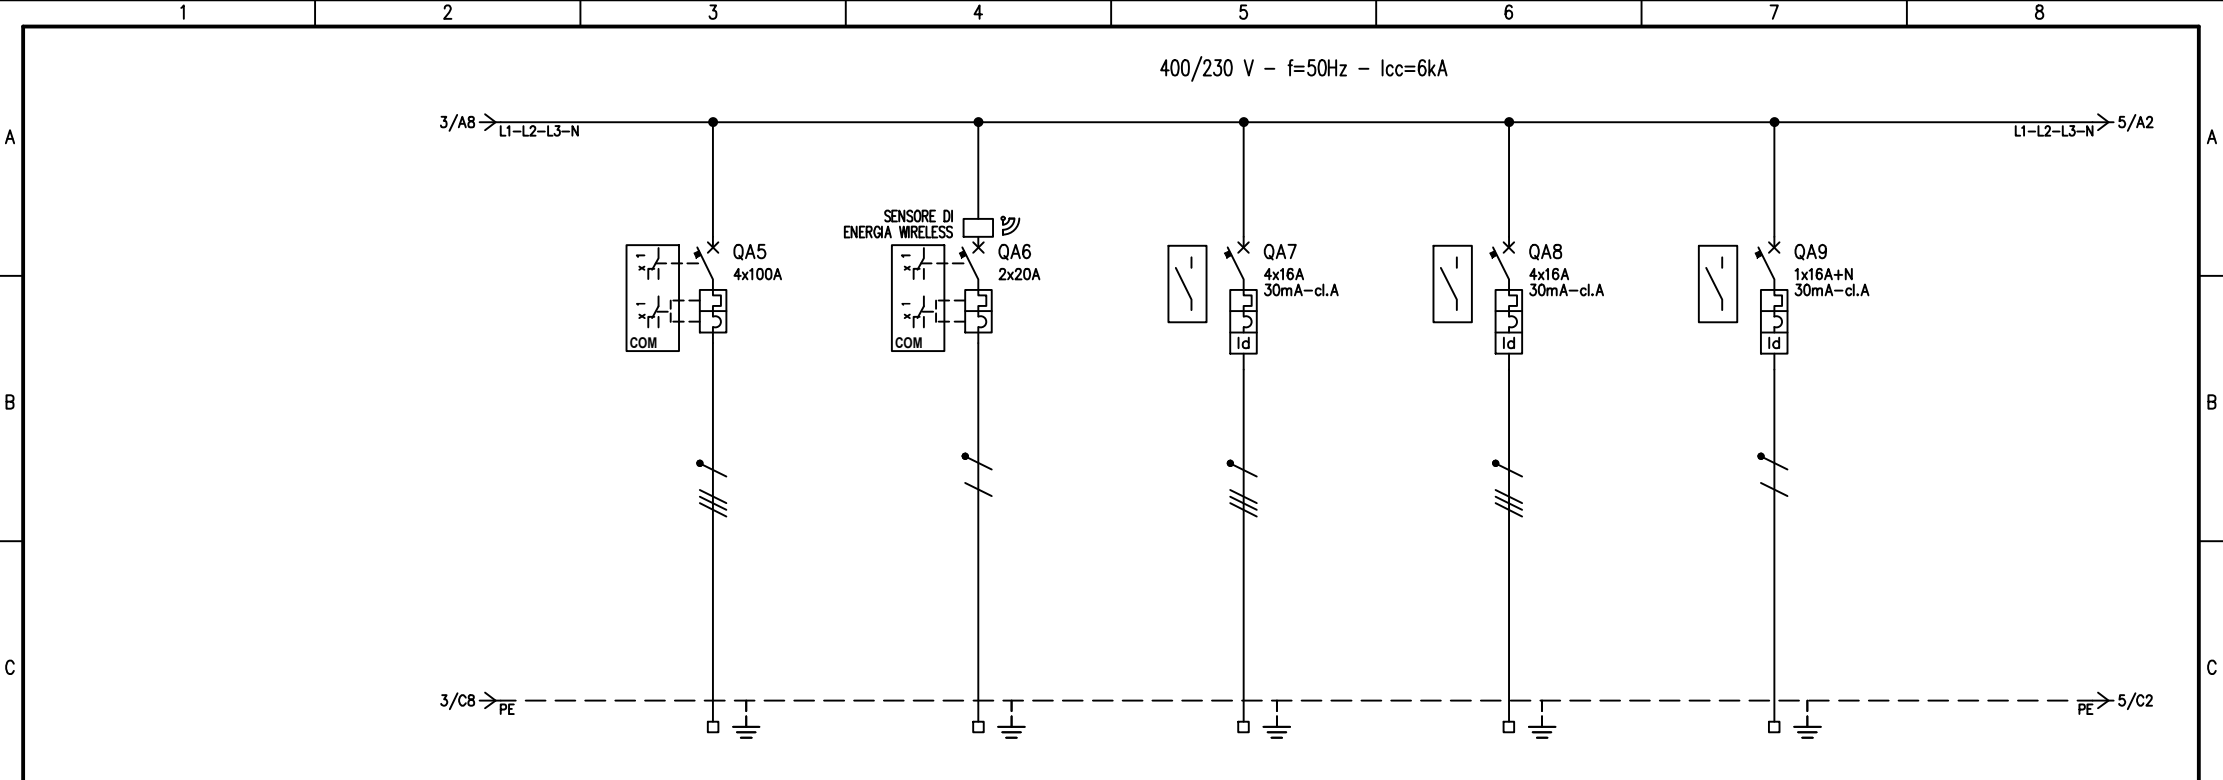 1 2 3 4 5 6 7 8
400/230 V - f=50Hz - Icc=6kA
3/A8
L1-L2-L3-N
L1-L2-L3-N
5/A2
A
A
SENSORE DI
ENERGIA WIRELESS
QA5
4x100A
COM
QA6
2x20A
COM
QA7
4x16A
30mA-cl.A
Id
QA8
4x16A
30mA-cl.A
Id
QA9
1x16A+N
30mA-cl.A
Id
B
B
C
C
3/C8
PE
PE
5/C2